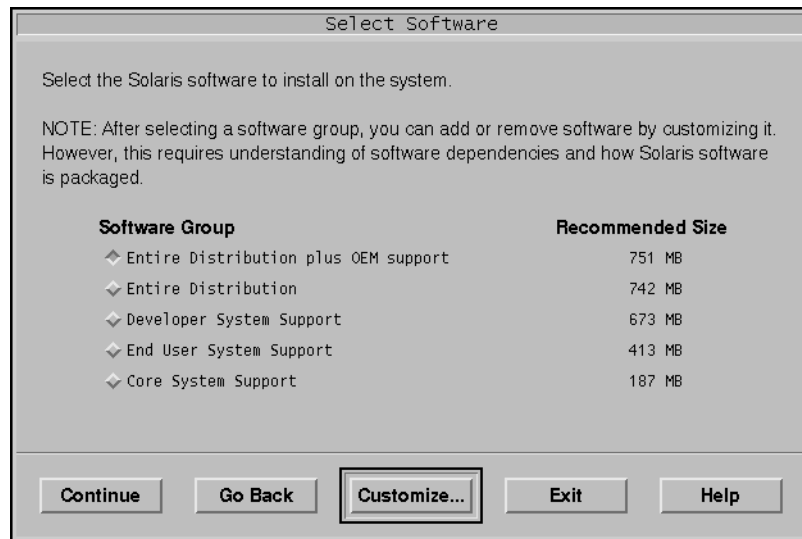 Select Software
Select the Solaris software to install on the system.
NOTE: After selecting a software group, you can add or remove software by customizing it.
However, this requires understanding of software dependencies and how Solaris software
is packaged.
Software Group Recommended Size
Entire Distribution plus OEM support 751 MB
Entire Distribution 742 MB
Developer System Support 673 MB
End User System Support 413 MB
Core System Support 187 MB
Continue Go Back Customize... Exit Help